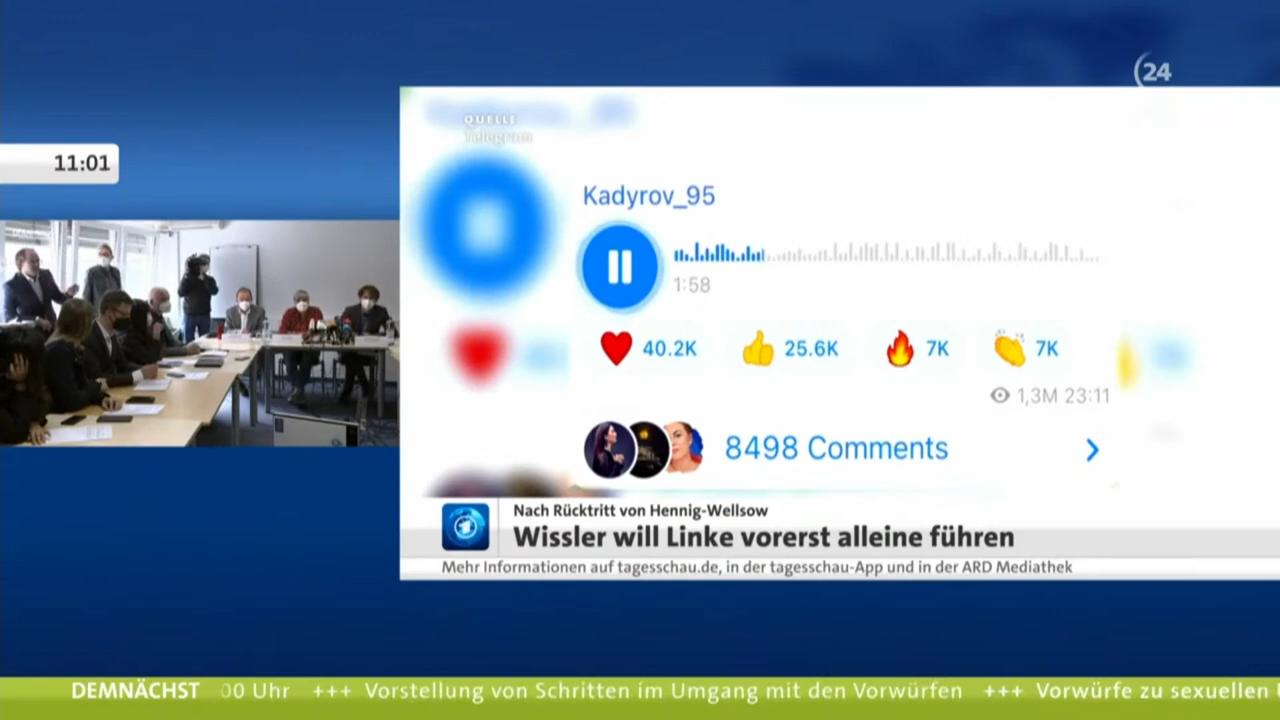 24
QUELLE
Telegram
11:01
Kadyrov_95
1:58
40.2K 25.6K 7K 7K
1,3M 23:11
8498 Comments
Nach Rücktritt von Hennig-Wellsow
Wissler will Linke vorerst alleine führen
Mehr Informationen auf tagesschau.de, in der tagesschau-App und in der ARD Mediathek
DEMNÄCHST 00 Uhr +++ Vorstellung von Schritten im Umgang mit den Vorwürfen +++ Vorwürfe zu sexuellen